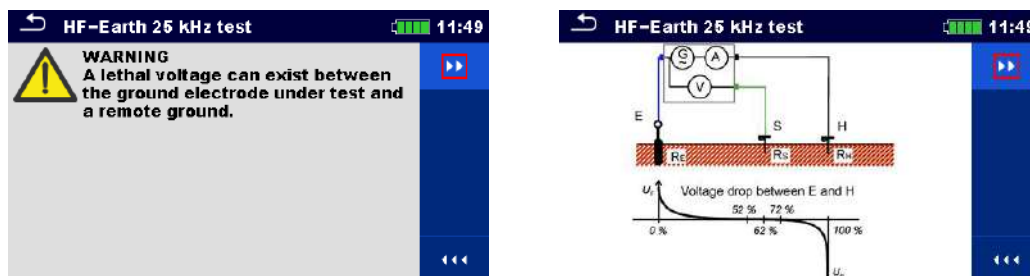 HF-Earth 25 kHz test 11:49
WARNING
A lethal voltage can exist between
the ground electrode under test and
a remote ground.
HF-Earth 25 kHz test 11:49
G A
V
E S H
RE RS RH
Voltage drop between E and H
52 % 72 %
0 % 62 % 100 %